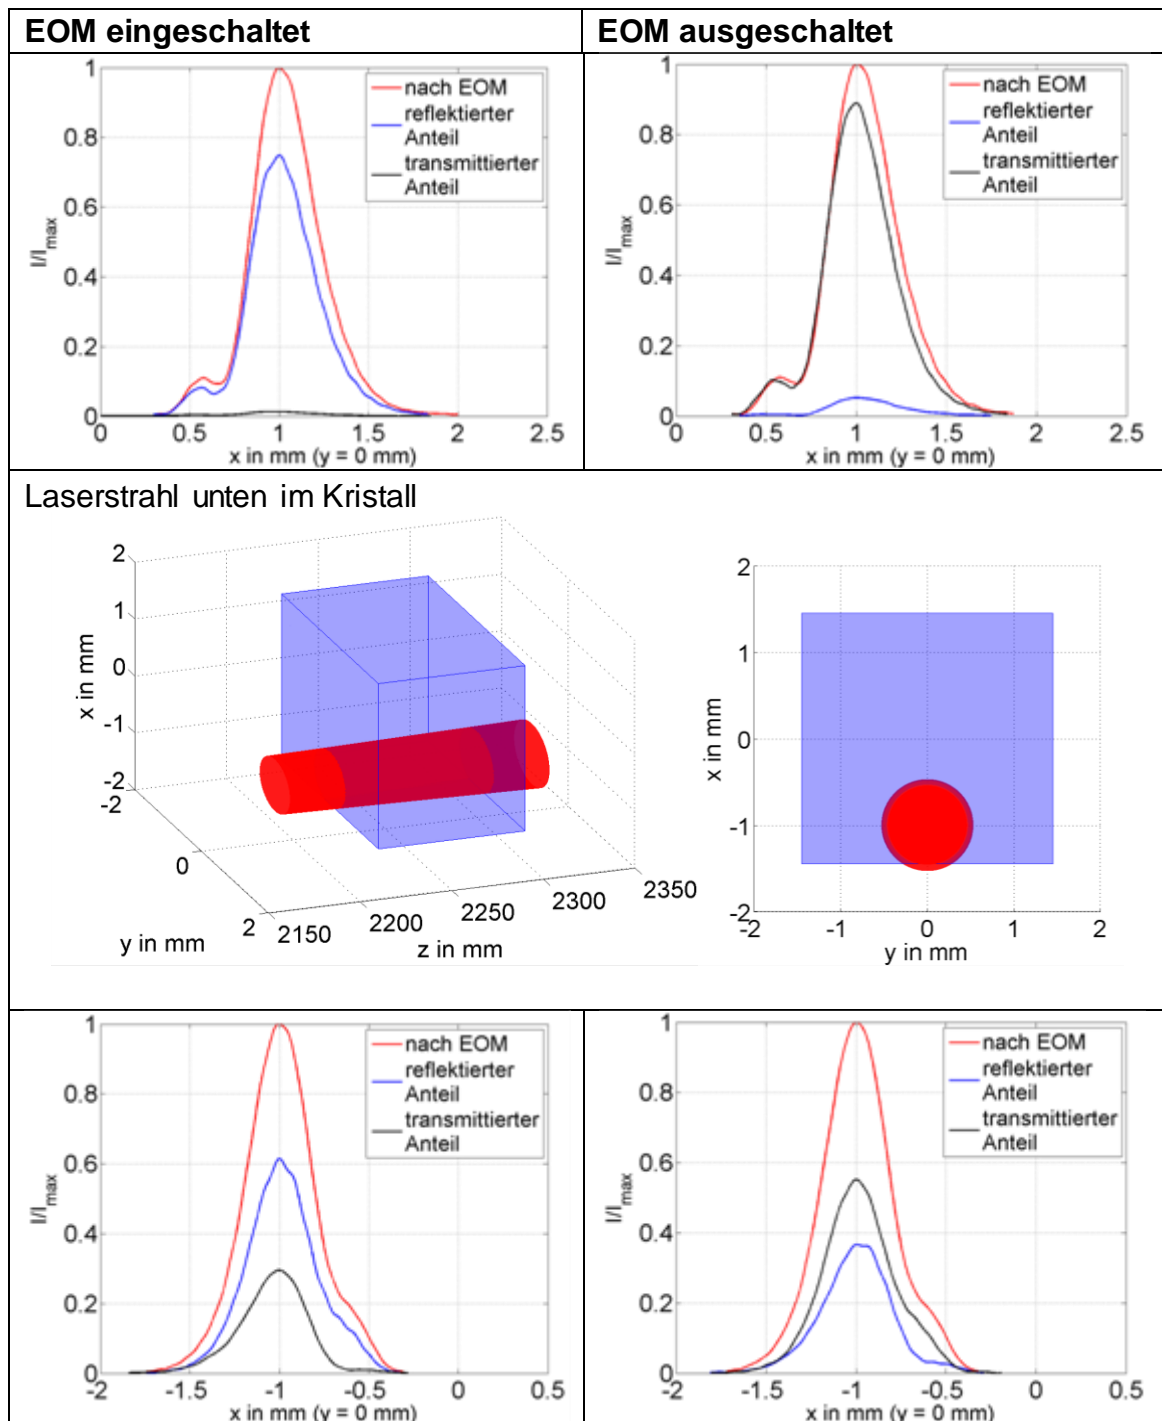 EOM eingeschaltet
EOM ausgeschaltet
1
0.8
0.6
0.4
0.2
0
I/I_max
nach EOM
reflektierter
Anteil
transmittierter
Anteil
0 0.5 1 1.5 2 2.5
x in mm (y = 0 mm)
1
0.8
0.6
0.4
0.2
0
I/I_max
nach EOM
reflektierter
Anteil
transmittierter
Anteil
0 0.5 1 1.5 2 2.5
x in mm (y = 0 mm)
Laserstrahl unten im Kristall
2
1
0
-1
-2
x in mm
-2
0
2
y in mm
2150 2200 2250 2300 2350
z in mm
2
1
0
-1
-2
x in mm
-2 -1 0 1 2
y in mm
1
0.8
0.6
0.4
0.2
0
I/I_max
nach EOM
reflektierter
Anteil
transmittierter
Anteil
-2 -1.5 -1 -0.5 0 0.5
x in mm (y = 0 mm)
1
0.8
0.6
0.4
0.2
0
I/I_max
nach EOM
reflektierter
Anteil
transmittierter
Anteil
-2 -1.5 -1 -0.5 0 0.5
x in mm (y = 0 mm)